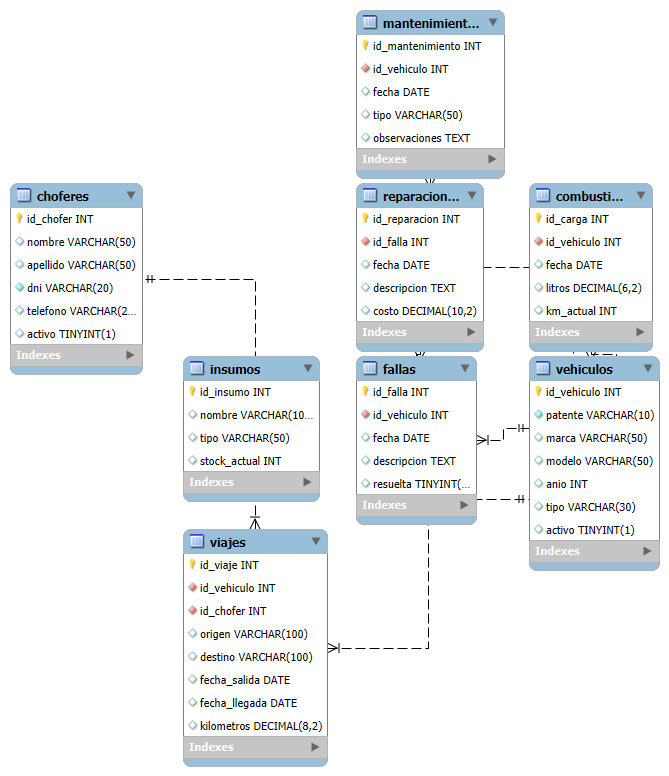 mantenimient...
id_mantenimiento INT
id_vehiculo INT
fecha DATE
tipo VARCHAR(50)
observaciones TEXT
Indexes
choferes
id_chofer INT
nombre VARCHAR(50)
apellido VARCHAR(50)
dni VARCHAR(20)
telefono VARCHAR(2...
activo TINYINT(1)
Indexes
reparacion...
id_reparacion INT
id_falla INT
fecha DATE
descripcion TEXT
costo DECIMAL(10,2)
Indexes
combusti...
id_carga INT
id_vehiculo INT
fecha DATE
litros DECIMAL(6,2)
km_actual INT
Indexes
insumos
id_insumo INT
nombre VARCHAR(10...
tipo VARCHAR(50)
stock_actual INT
Indexes
fallas
id_falla INT
id_vehiculo INT
fecha DATE
descripcion TEXT
resuelta TINYINT(...
Indexes
vehiculos
id_vehiculo INT
patente VARCHAR(10)
marca VARCHAR(50)
modelo VARCHAR(50)
anio INT
tipo VARCHAR(30)
activo TINYINT(1)
Indexes
viajes
id_viaje INT
id_vehiculo INT
id_chofer INT
origen VARCHAR(100)
destino VARCHAR(100)
fecha_salida DATE
fecha_llegada DATE
kilometros DECIMAL(8,2)
Indexes